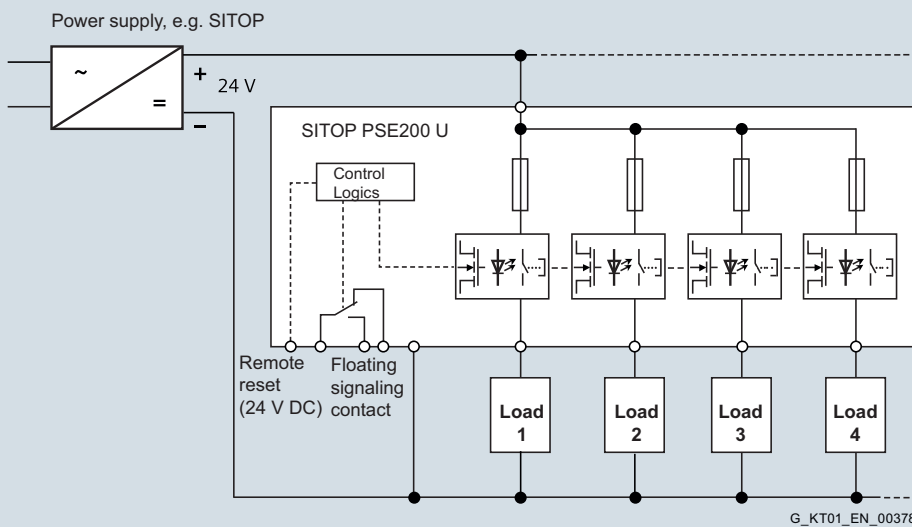 Power supply, e.g. SITOP
~
+
24 V
=
–
SITOP PSE200 U
Control
Logics
Remote
reset
(24 V DC)
Floating
signaling
contact
Load
1
Load
2
Load
3
Load
4
G_KT01_EN_00378